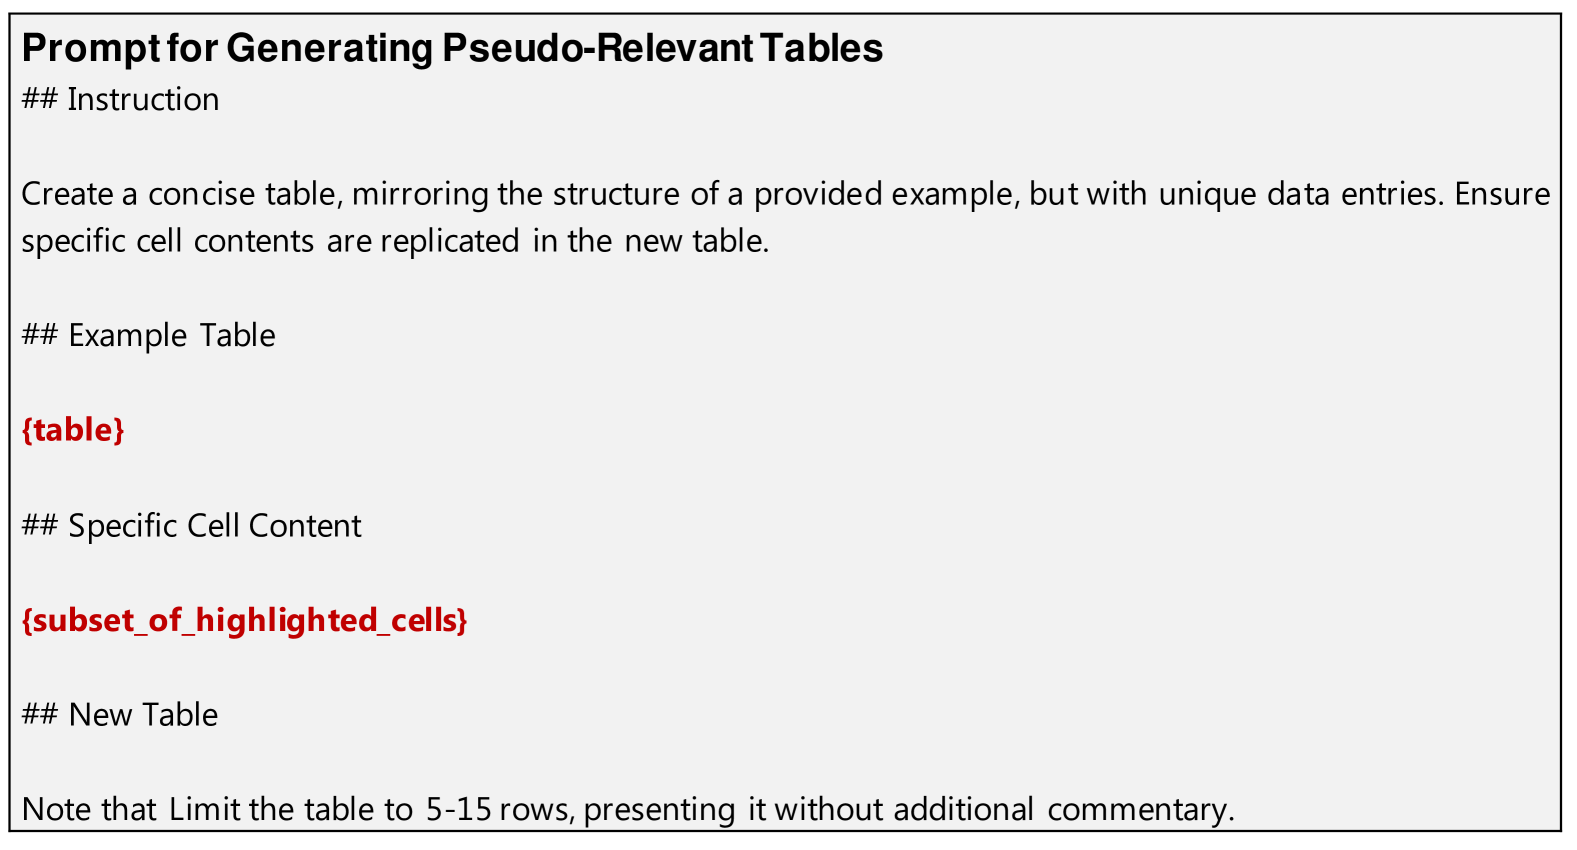 Prompt for Generating Pseudo-Relevant Tables
## Instruction
Create a concise table, mirroring the structure of a provided example, but with unique data entries. Ensure
specific cell contents are replicated in the new table.
## Example Table
{table}
## Specific Cell Content
{subset_of_highlighted_cells}
## New Table
Note that Limit the table to 5-15 rows, presenting it without additional commentary.